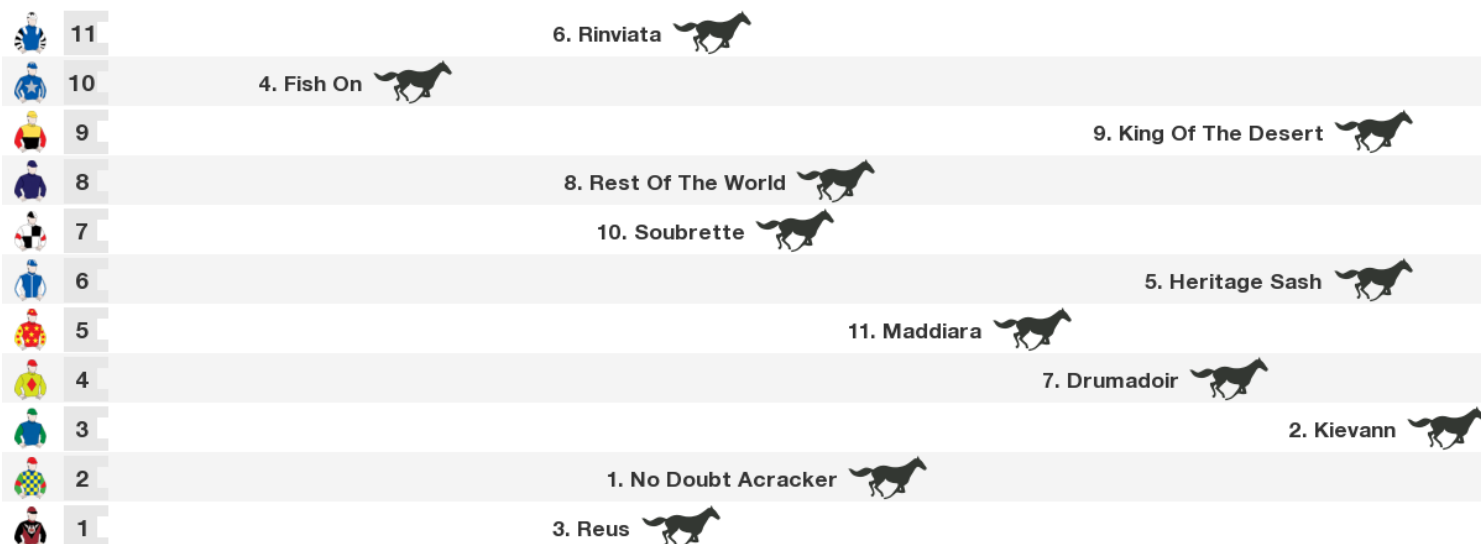 11 6. Rinviata
10 4. Fish On
9 9. King Of The Desert
8 8. Rest Of The World
7 10. Soubrette
6 5. Heritage Sash
5 11. Maddiara
4 7. Drumadoir
3 2. Kievann
2 1. No Doubt Acracker
1 3. Reus